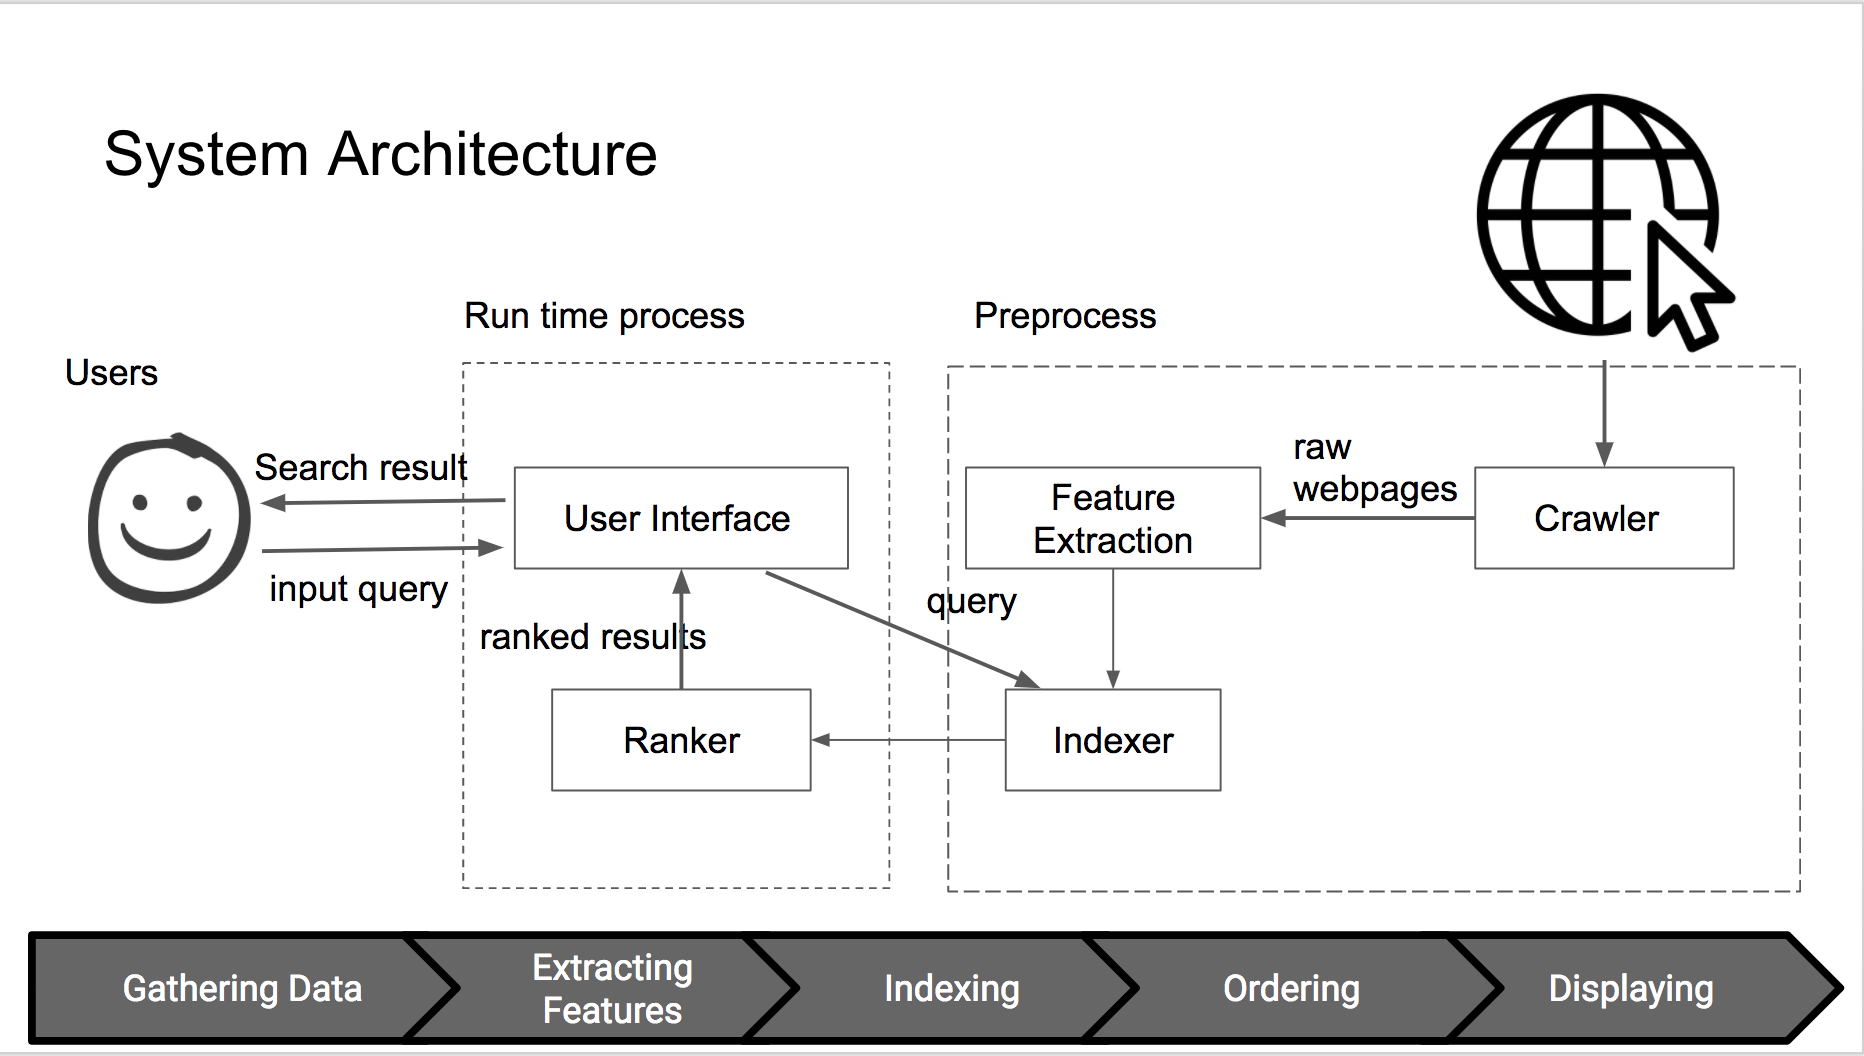 System Architecture
Run time process
Preprocess
Users
Search result
input query
User Interface
ranked results
Ranker
query
Feature
Extraction
raw
webpages
Crawler
Indexer
Gathering Data
Extracting
Features
Indexing
Ordering
Displaying